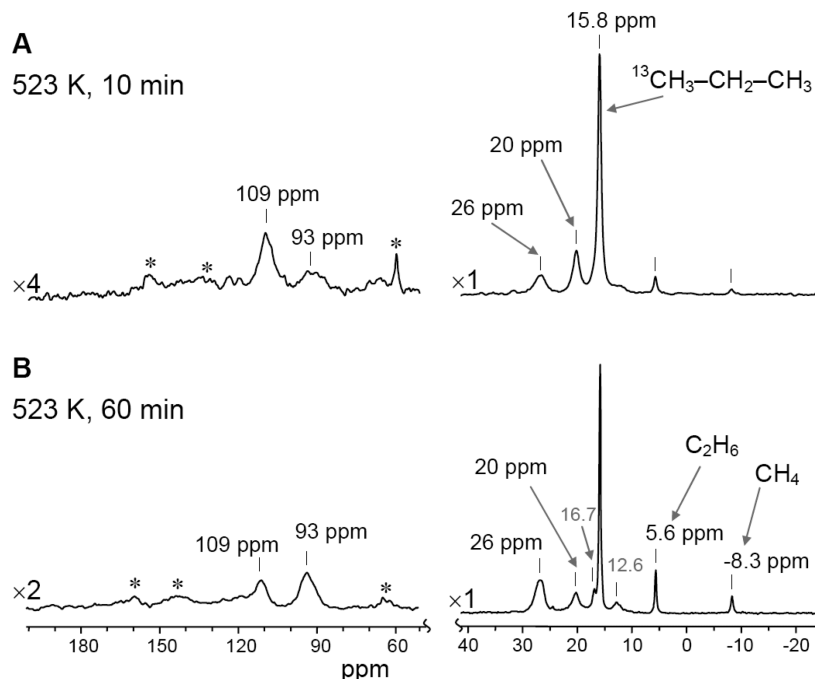 A
523 K, 10 min
15.8 ppm
¹³CH₃–CH₂–CH₃
20 ppm
109 ppm
26 ppm
93 ppm
*
*
*
×4
×1
B
523 K, 60 min
C₂H₆
20 ppm
CH₄
16.7
93 ppm
5.6 ppm
109 ppm
26 ppm
12.6
-8.3 ppm
*
*
*
×2
×1
180 150 120 90 60 40 30 20 10 0 -10 -20
ppm